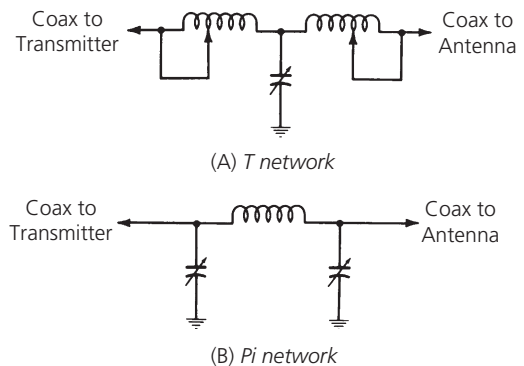 Coax to
Transmitter
Coax to
Antenna
(A) T network
Coax to
Transmitter
Coax to
Antenna
(B) Pi network